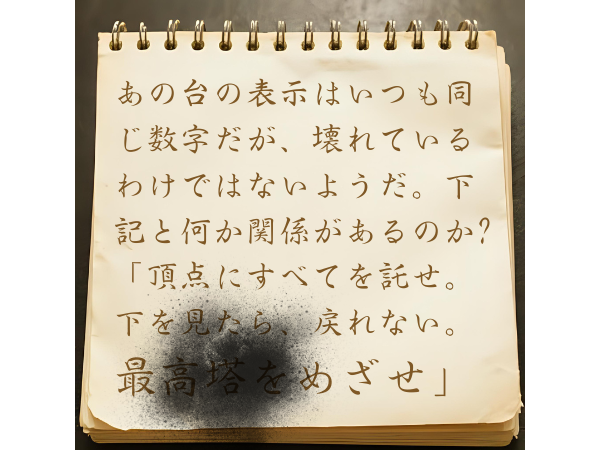 あの台の表示はいつも同
じ数字だが、壊れている
わけではないようだ。下
記と何か関係があるのか?
「頂点にすべてを託せ。
下を見たら、戻れない。
最高塔をめざせ」